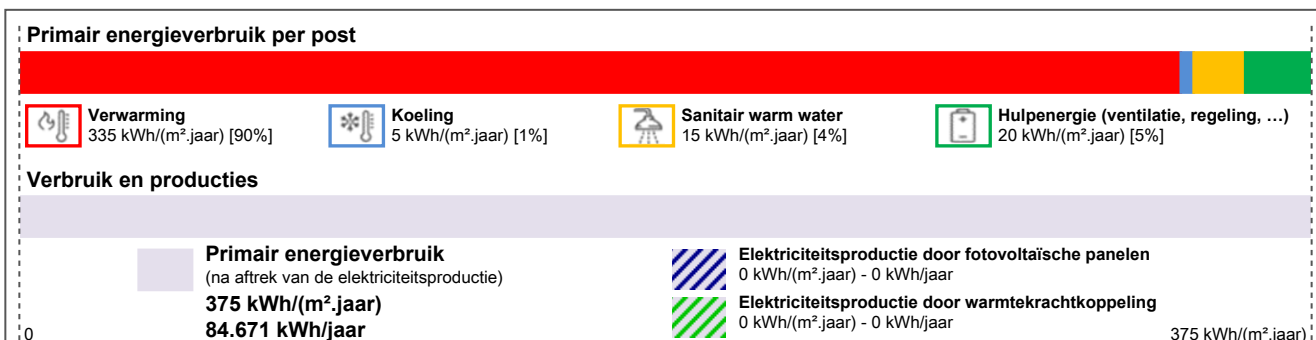 Primair energieverbruik per post
Verwarming
335 kWh/(m².jaar) [90%]
Koeling
5 kWh/(m².jaar) [1%]
Sanitair warm water
15 kWh/(m².jaar) [4%]
Hulpenergie (ventilatie, regeling, …)
20 kWh/(m².jaar) [5%]
Verbruik en producties
Primair energieverbruik
(na aftrek van de elektriciteitsproductie)
375 kWh/(m².jaar)
84.671 kWh/jaar
Elektriciteitsproductie door fotovoltaïsche panelen
0 kWh/(m².jaar) - 0 kWh/jaar
Elektriciteitsproductie door warmtekrachtkoppeling
0 kWh/(m².jaar) - 0 kWh/jaar
0
375 kWh/(m².jaar)